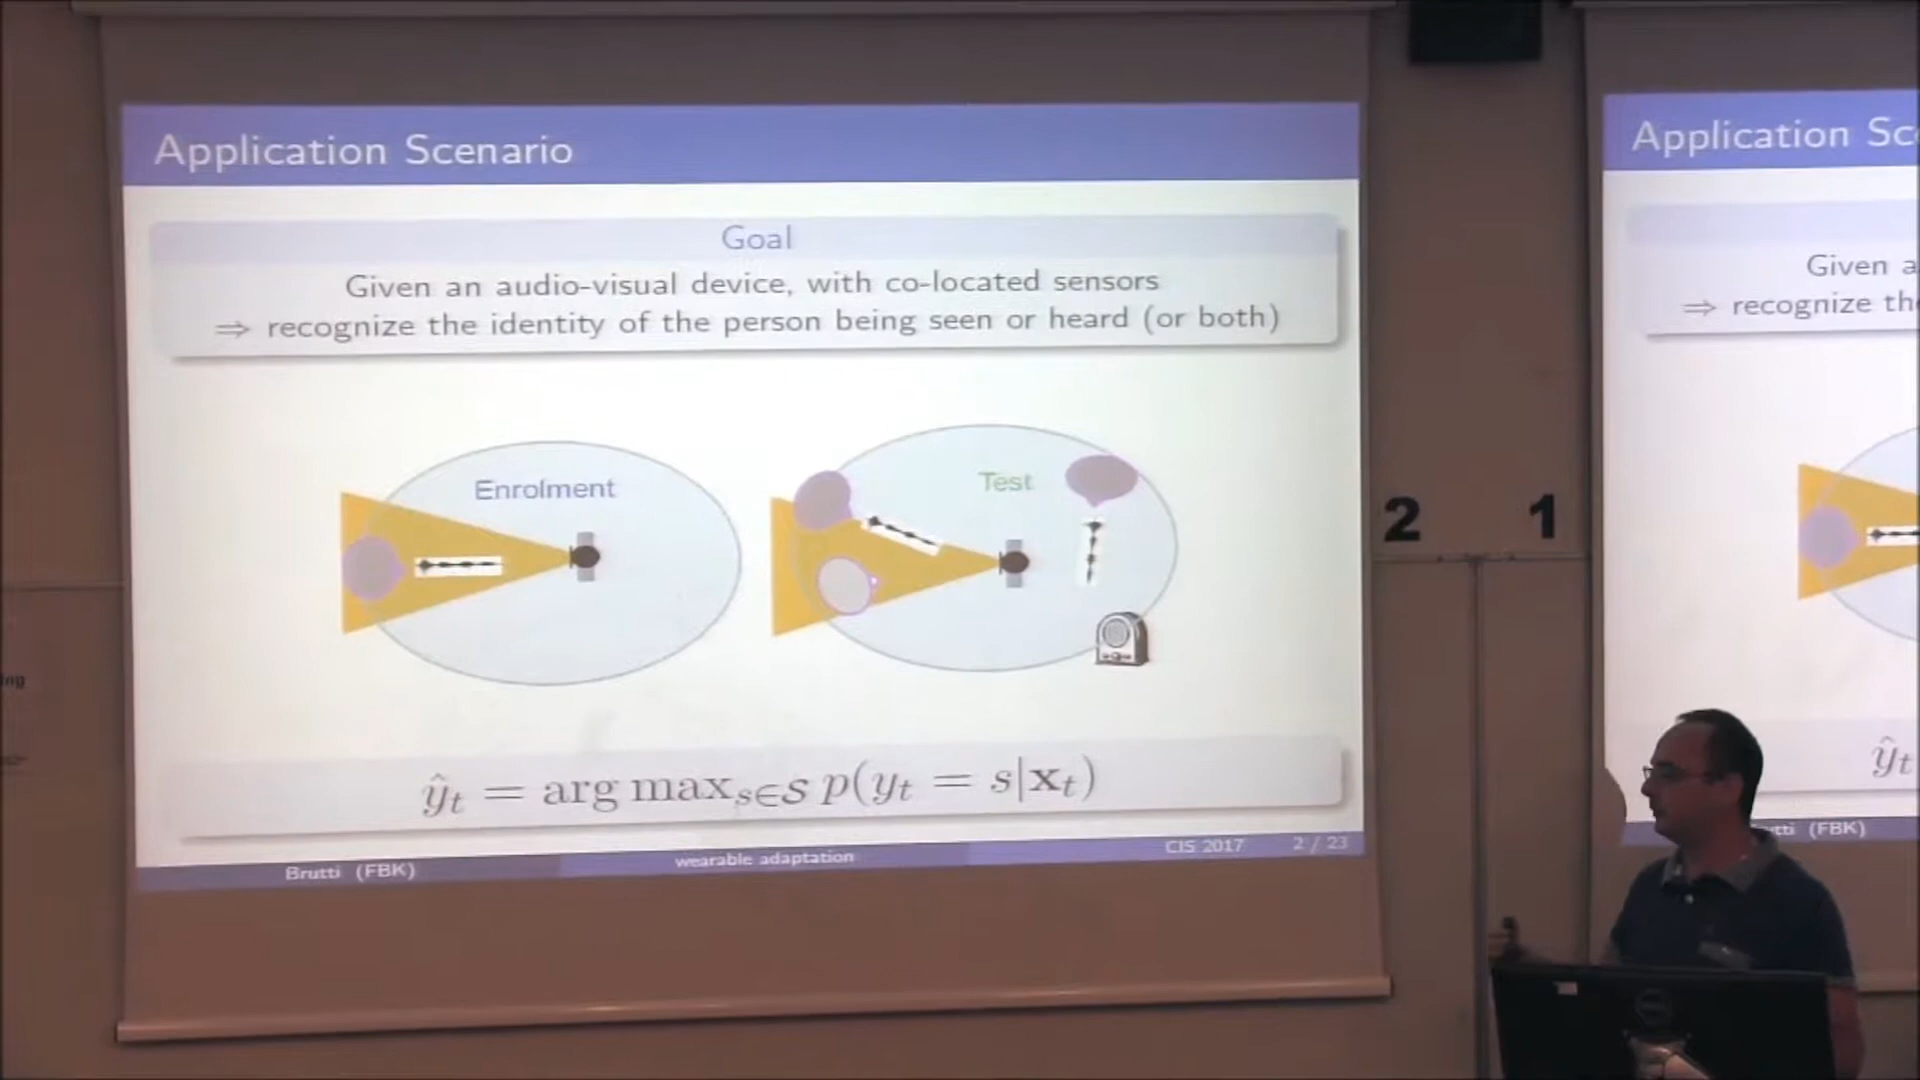 Application Scenario
Goal
Given an audio-visual device, with co-located sensors
⇒ recognize the identity of the person being seen or heard (or both)
Enrolment
Test
ŷ_t = arg max_{s∈S} p(y_t = s|x_t)
Brutti (FBK)
wearable adaptation
CIS 2017
2 / 23
2
1
Application Sc
Given a
⇒ recognize th
ŷ_t
tti (FBK)
ng